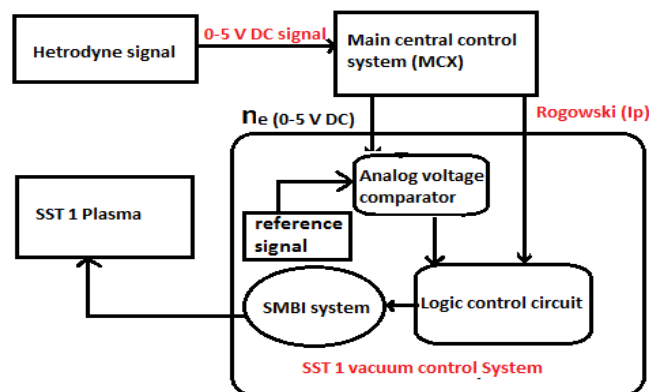 Hetrodyne signal
0-5 V DC signal
Main central control
system (MCX)
ne (0-5 V DC)
Rogowski (Ip)
Analog voltage
comparator
SST 1 Plasma
reference
signal
SMBI system
Logic control circuit
SST 1 vacuum control System